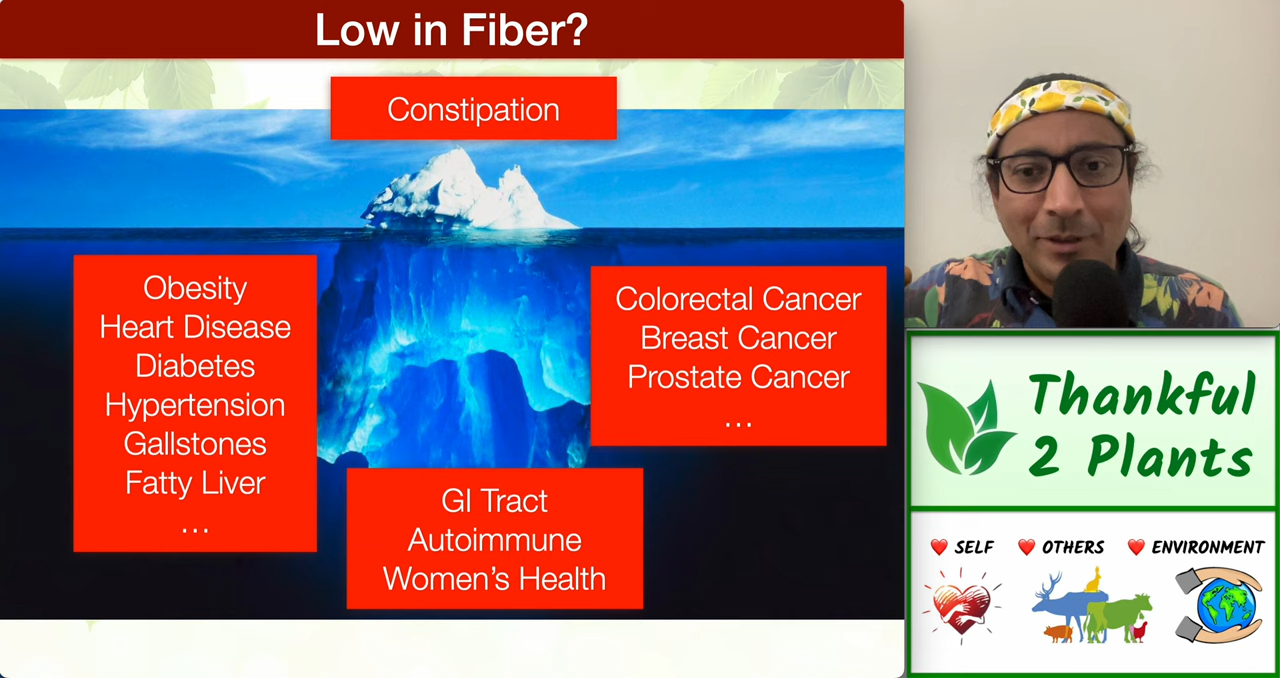 Low in Fiber?
Constipation
Obesity
Heart Disease
Diabetes
Hypertension
Gallstones
Fatty Liver
...
Colorectal Cancer
Breast Cancer
Prostate Cancer
...
GI Tract
Autoimmune
Women’s Health
Thankful
2 Plants
❤️ SELF
❤️ OTHERS
❤️ ENVIRONMENT